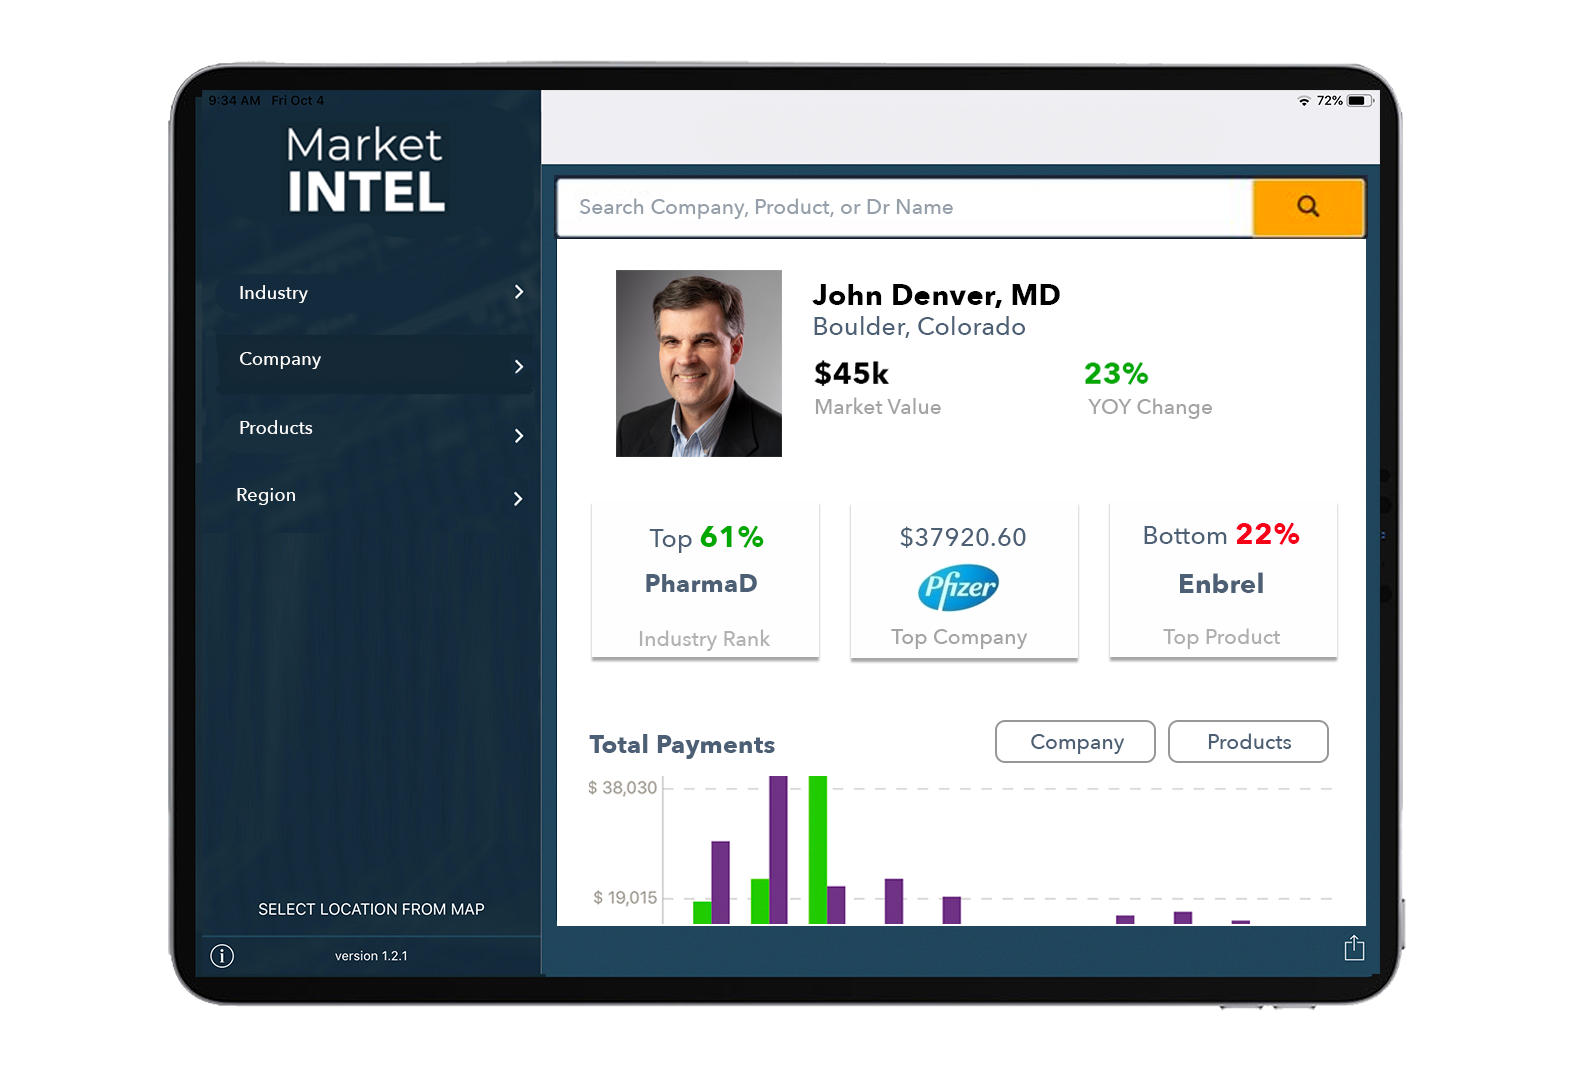 9:34 AM Fri Oct 4
72%
Market
INTEL
Industry
Company
Products
Region
SELECT LOCATION FROM MAP
version 1.2.1
Search Company, Product, or Dr Name
John Denver, MD
Boulder, Colorado
$45k
Market Value
23%
YOY Change
Top 61%
PharmaD
Industry Rank
$37920.60
Pfizer
Top Company
Bottom 22%
Enbrel
Top Product
Total Payments
Company
Products
$ 38,030
$ 19,015